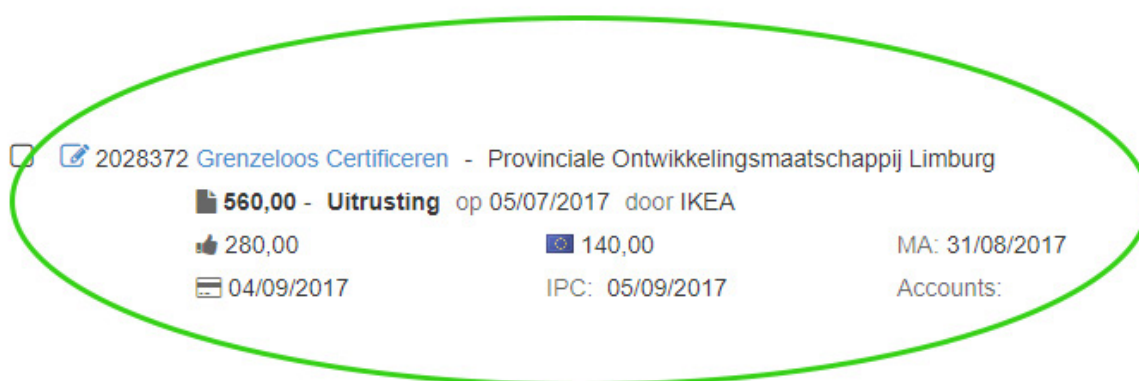 2028372 Grenzeloos Certificeren - Provinciale Ontwikkelingsmaatschappij Limburg
560,00 - Uitrusting op 05/07/2017 door IKEA
280,00 140,00 MA: 31/08/2017
04/09/2017 IPC: 05/09/2017 Accounts: